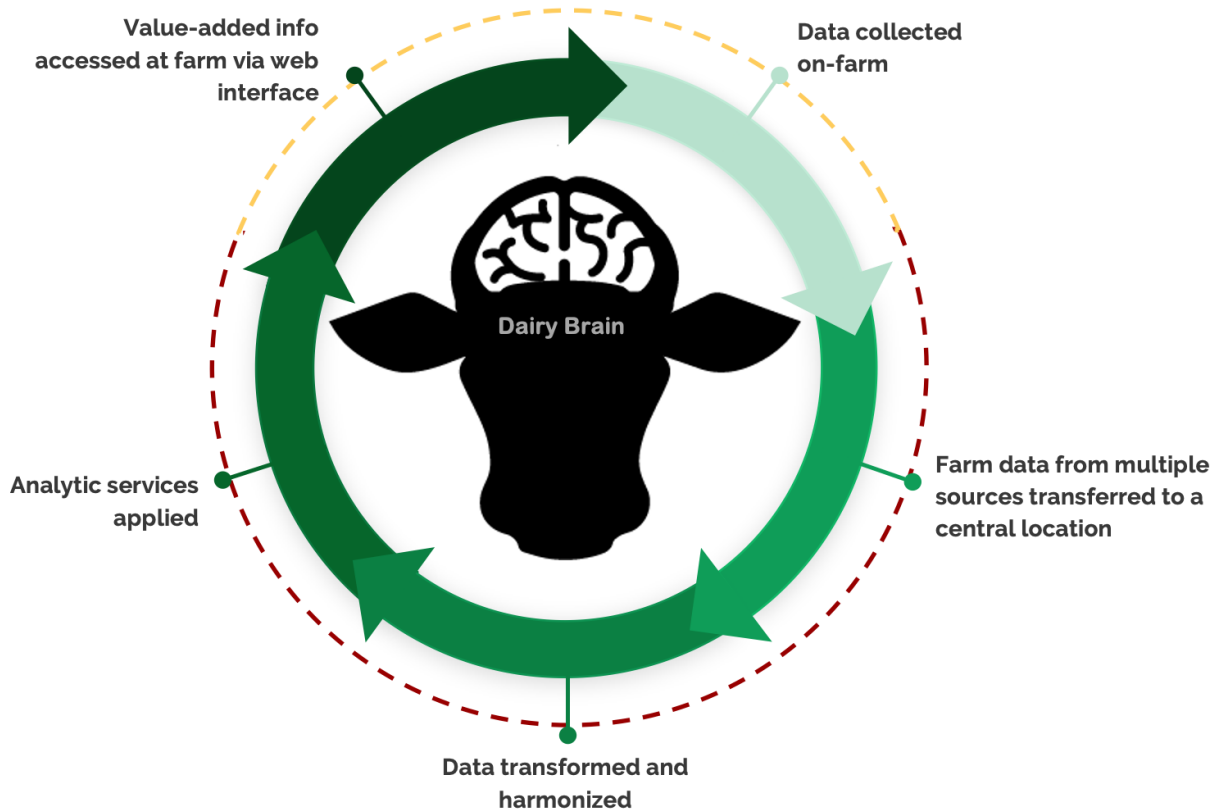 Value-added info
accessed at farm via web
interface
Data collected
on-farm
Dairy Brain
Farm data from multiple
sources transferred to a
central location
Analytic services
applied
Data transformed and
harmonized